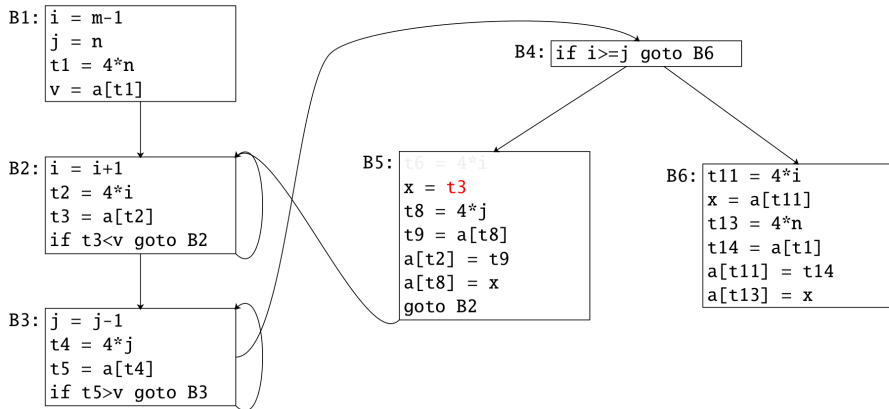 B1:
i = m-1
j = n
t1 = 4*n
v = a[t1]
B2:
i = i+1
t2 = 4*i
t3 = a[t2]
if t3<v goto B2
B3:
j = j-1
t4 = 4*j
t5 = a[t4]
if t5>v goto B3
B4:
if i>=j goto B6
B5:
t6 = 4*i
x = t3
t8 = 4*j
t9 = a[t8]
a[t2] = t9
a[t8] = x
goto B2
B6:
t11 = 4*i
x = a[t11]
t13 = 4*n
t14 = a[t1]
a[t11] = t14
a[t13] = x